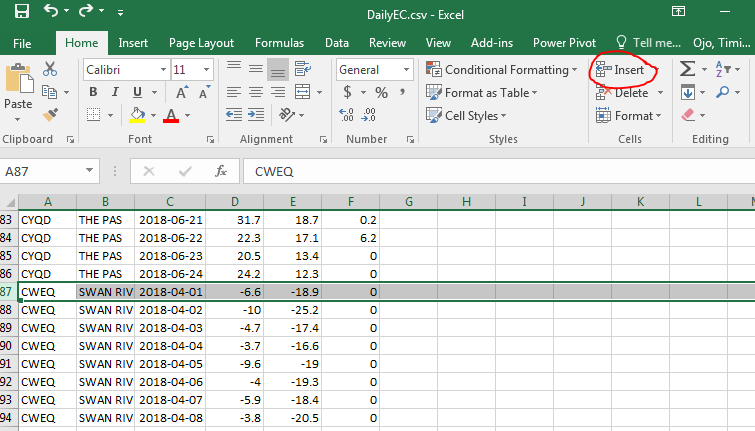 DailyEC.csv - Excel
File Home Insert Page Layout Formulas Data Review View Add-ins Power Pivot Tell me... Ojo, Timi...
Paste
Calibri 11
B I U
A A
General
$ % ,
Conditional Formatting
Format as Table
Cell Styles
Insert
Delete
Format
Clipboard Font Alignment Number Styles Cells Editing
A87 fx CWEQ
A B C D E F G H I J K L
83 CYQD THE PAS 2018-06-21 31.7 18.7 0.2
84 CYQD THE PAS 2018-06-22 22.3 17.1 6.2
85 CYQD THE PAS 2018-06-23 20.5 13.4 0
86 CYQD THE PAS 2018-06-24 24.2 12.3 0
87 CWEQ SWAN RIV 2018-04-01 -6.6 -18.9 0
88 CWEQ SWAN RIV 2018-04-02 -10 -25.2 0
89 CWEQ SWAN RIV 2018-04-03 -4.7 -17.4 0
90 CWEQ SWAN RIV 2018-04-04 -3.7 -16.6 0
91 CWEQ SWAN RIV 2018-04-05 -9.6 -19 0
92 CWEQ SWAN RIV 2018-04-06 -4 -19.3 0
93 CWEQ SWAN RIV 2018-04-07 -5.9 -18.4 0
94 CWEQ SWAN RIV 2018-04-08 -3.8 -20.5 0